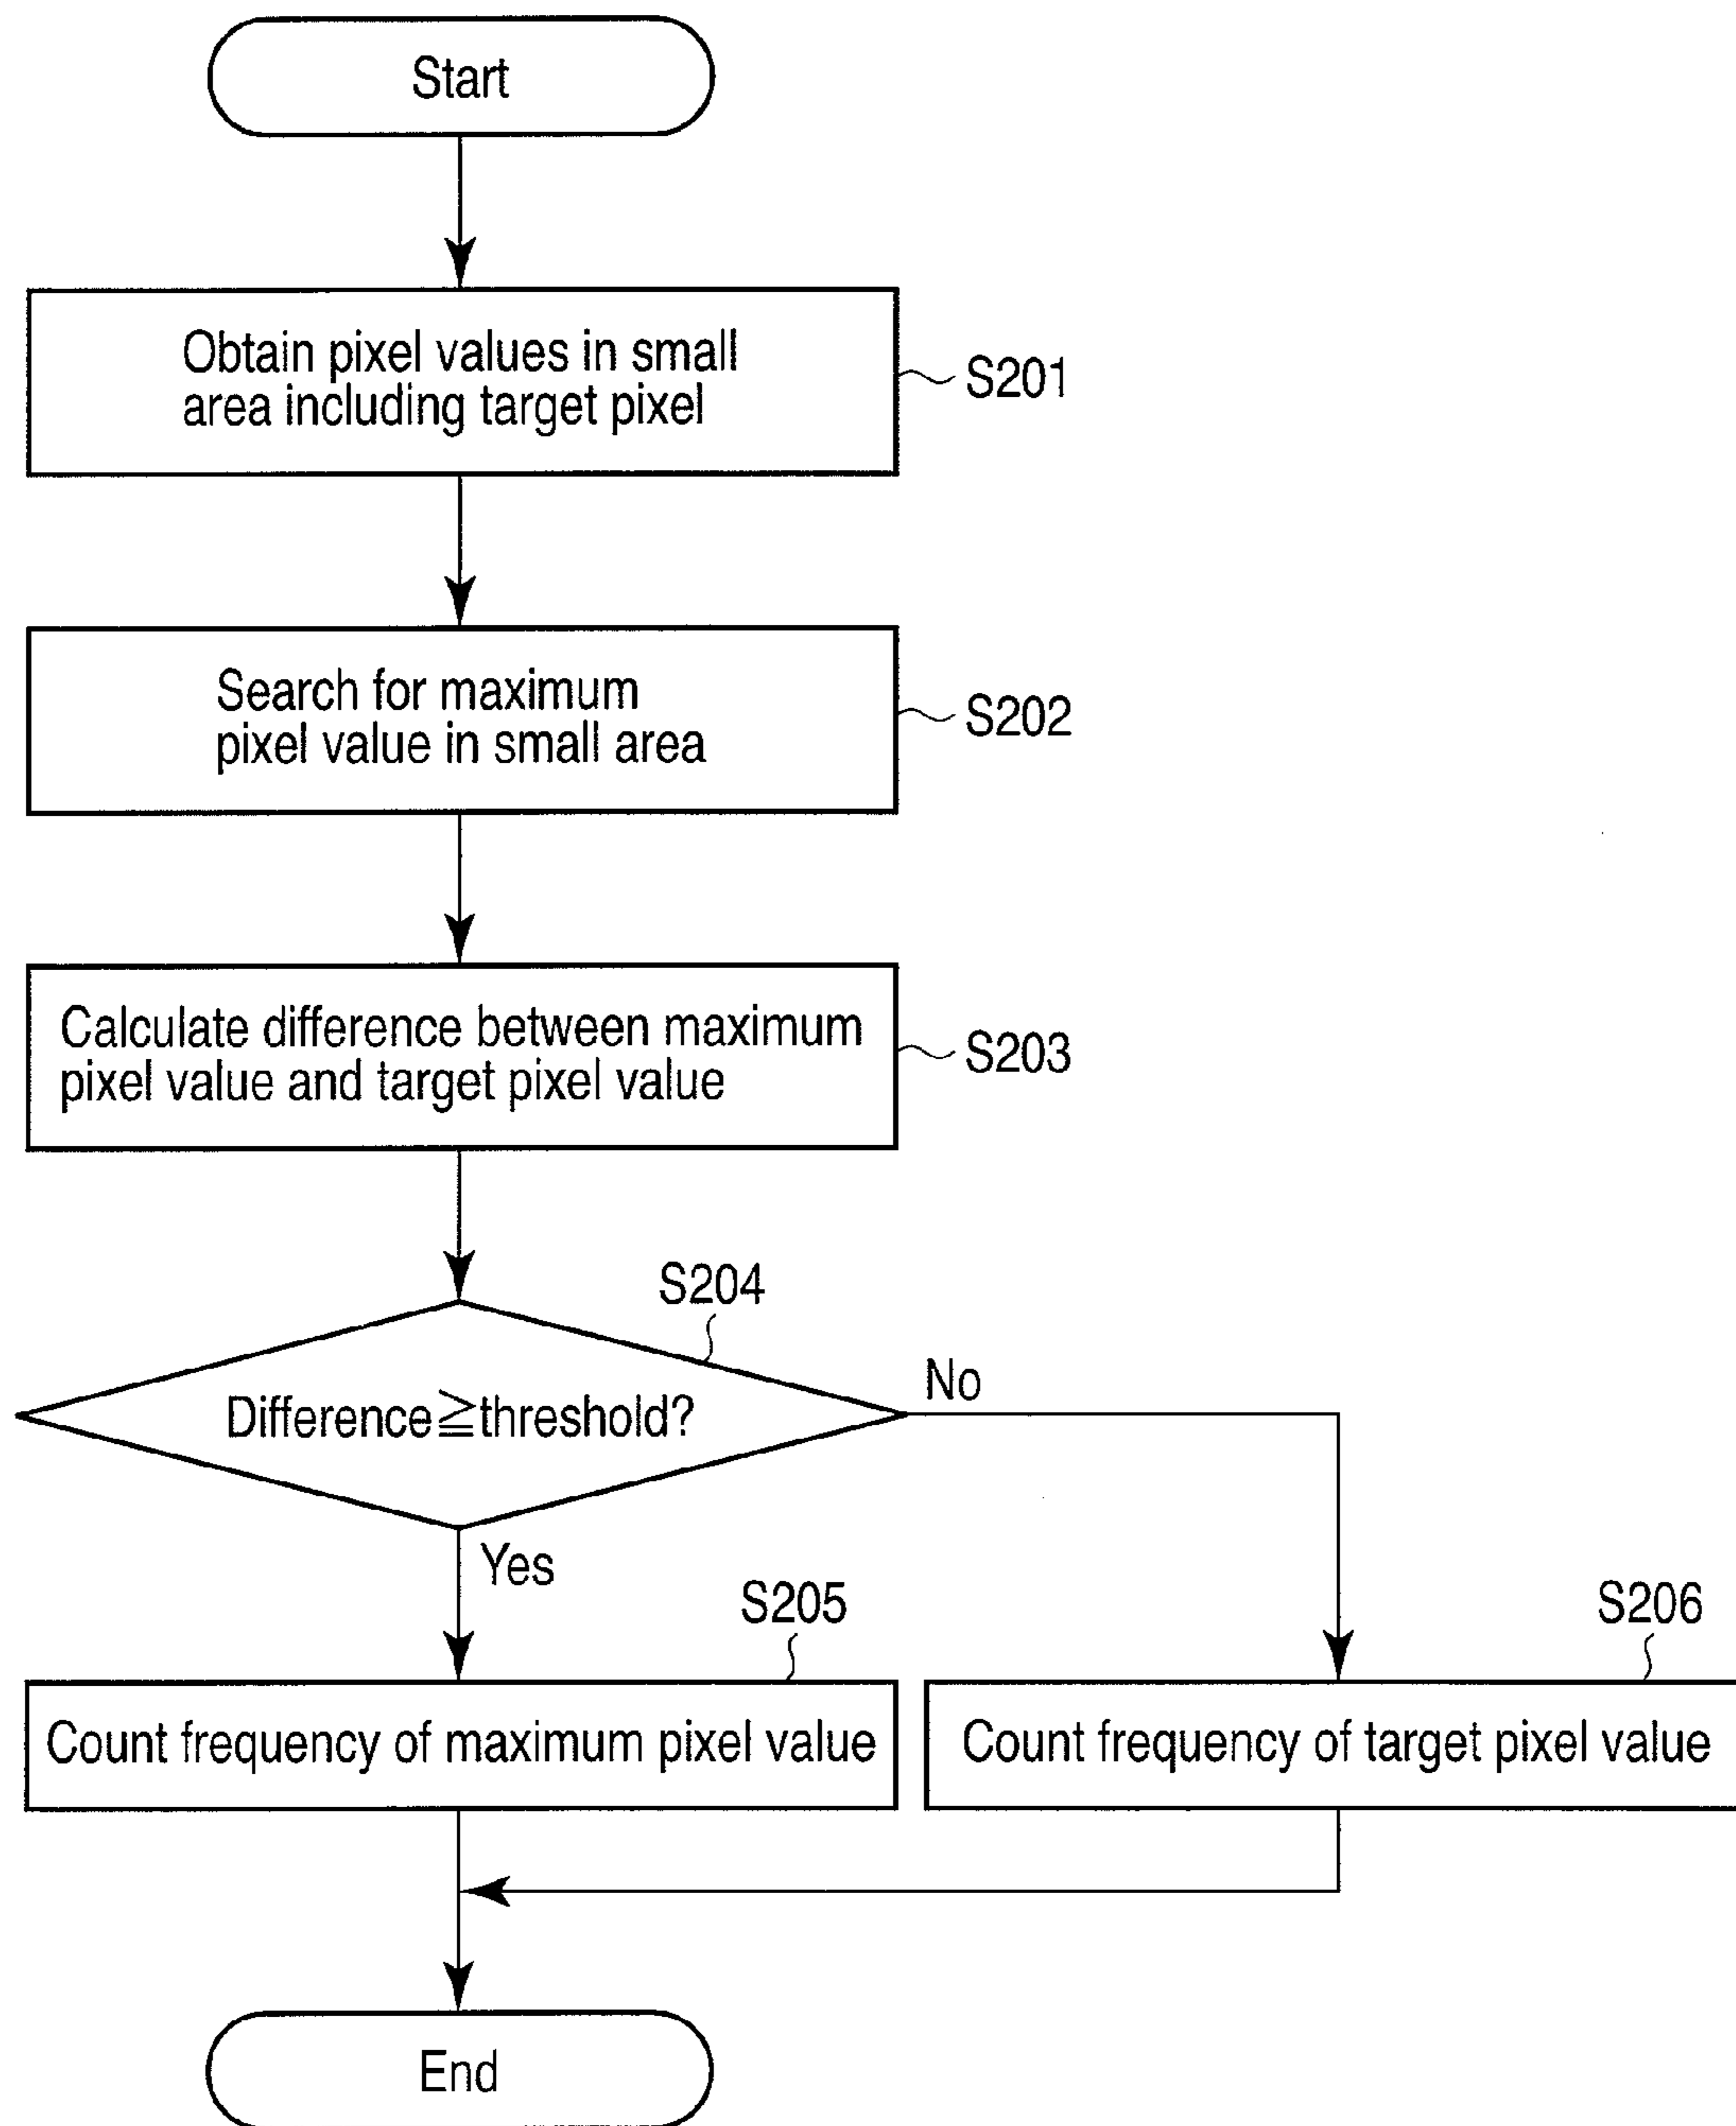 Start
Obtain pixel values in small
area including target pixel
S201
Search for maximum
pixel value in small area
S202
Calculate difference between maximum
pixel value and target pixel value
S203
S204
Difference≧threshold?
No
Yes
S205
S206
Count frequency of maximum pixel value
Count frequency of target pixel value
End